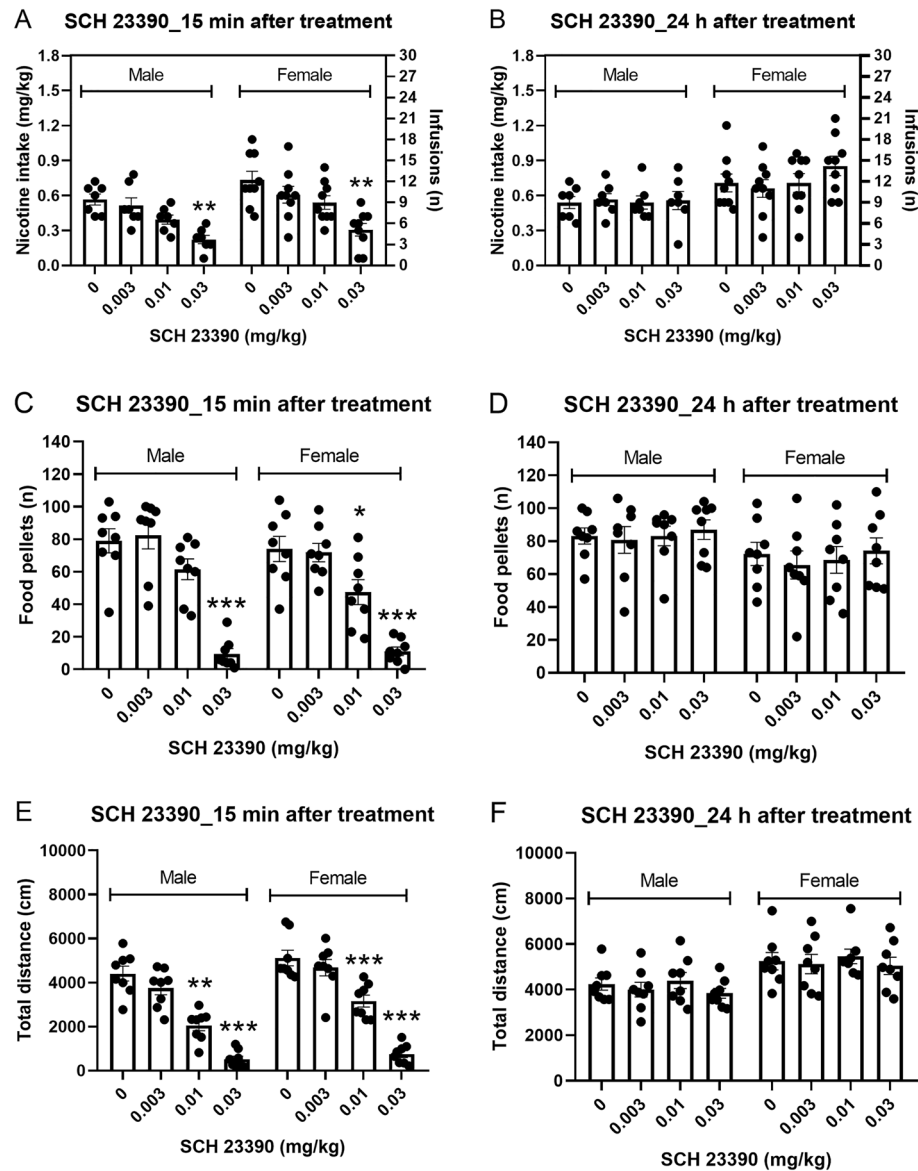 A SCH 23390_15 min after treatment
Male Female
Nicotine intake (mg/kg)
1.8
1.5
1.2
0.9
0.6
0.3
0.0
30
27
24
21
18
15
12
9
6
3
0
Infusions (n)
** **
0 0.003 0.01 0.03 0 0.003 0.01 0.03
SCH 23390 (mg/kg)
B SCH 23390_24 h after treatment
Male Female
Nicotine intake (mg/kg)
1.8
1.5
1.2
0.9
0.6
0.3
0.0
30
27
24
21
18
15
12
9
6
3
0
Infusions (n)
0 0.003 0.01 0.03 0 0.003 0.01 0.03
SCH 23390 (mg/kg)
C SCH 23390_15 min after treatment
Male Female
Food pellets (n)
140
120
100
80
60
40
20
0
*** * ***
0 0.003 0.01 0.03 0 0.003 0.01 0.03
SCH 23390 (mg/kg)
D SCH 23390_24 h after treatment
Male Female
Food pellets (n)
140
120
100
80
60
40
20
0
0 0.003 0.01 0.03 0 0.003 0.01 0.03
SCH 23390 (mg/kg)
E SCH 23390_15 min after treatment
Male Female
Total distance (cm)
10000
8000
6000
4000
2000
0
** *** *** ***
0 0.003 0.01 0.03 0 0.003 0.01 0.03
SCH 23390 (mg/kg)
F SCH 23390_24 h after treatment
Male Female
Total distance (cm)
10000
8000
6000
4000
2000
0
0 0.003 0.01 0.03 0 0.003 0.01 0.03
SCH 23390 (mg/kg)